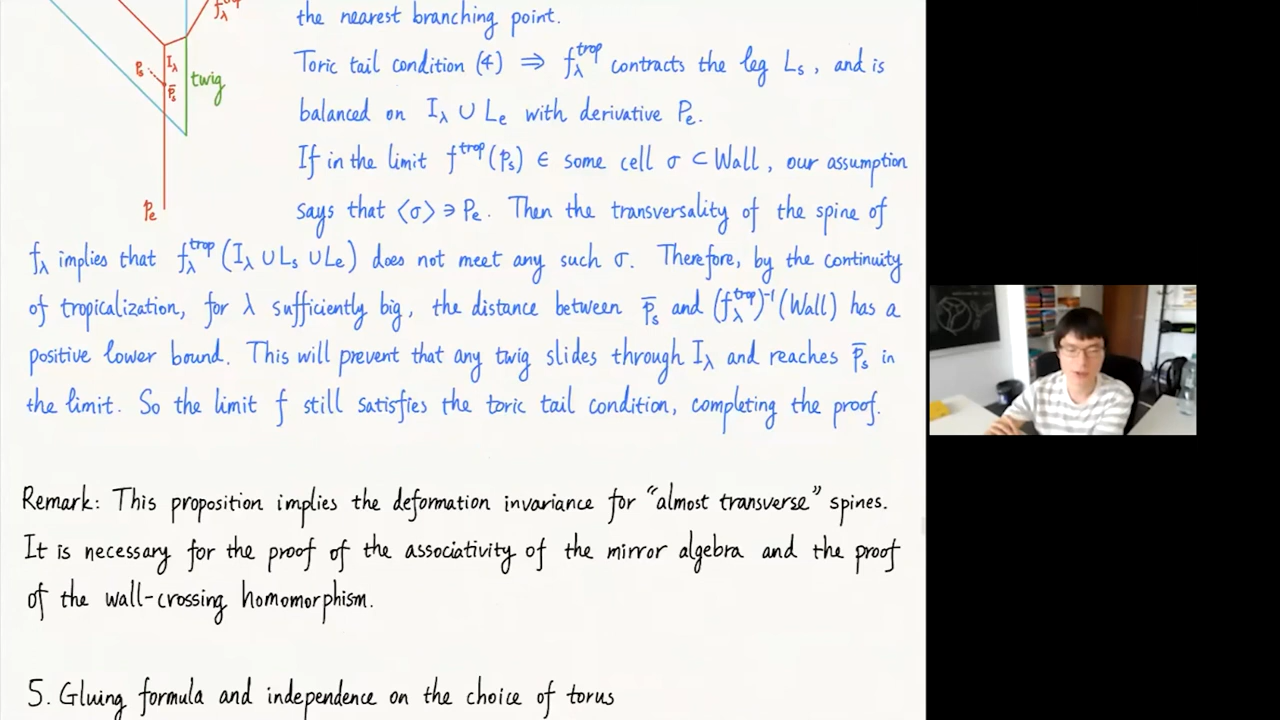 f_λ^trop
the nearest branching point.
Toric tail condition (4) ⇒ f_λ^trop contracts the leg L_s, and is
P_s I_λ
p̄_s twig
balanced on I_λ ∪ L_e with derivative P_e.
If in the limit f^trop(p_s) ∈ some cell σ ⊂ Wall, our assumption
P_e
says that ⟨σ⟩ ∋ P_e. Then the transversality of the spine of
f_λ implies that f_λ^trop(I_λ ∪ L_s ∪ L_e) does not meet any such σ. Therefore, by the continuity
of tropicalization, for λ sufficiently big, the distance between p̄_s and (f_λ^trop)^-1(Wall) has a
positive lower bound. This will prevent that any twig slides through I_λ and reaches p̄_s in
the limit. So the limit f still satisfies the toric tail condition, completing the proof.
Remark: This proposition implies the deformation invariance for "almost transverse" spines.
It is necessary for the proof of the associativity of the mirror algebra and the proof
of the wall-crossing homomorphism.
5. Gluing formula and independence on the choice of torus